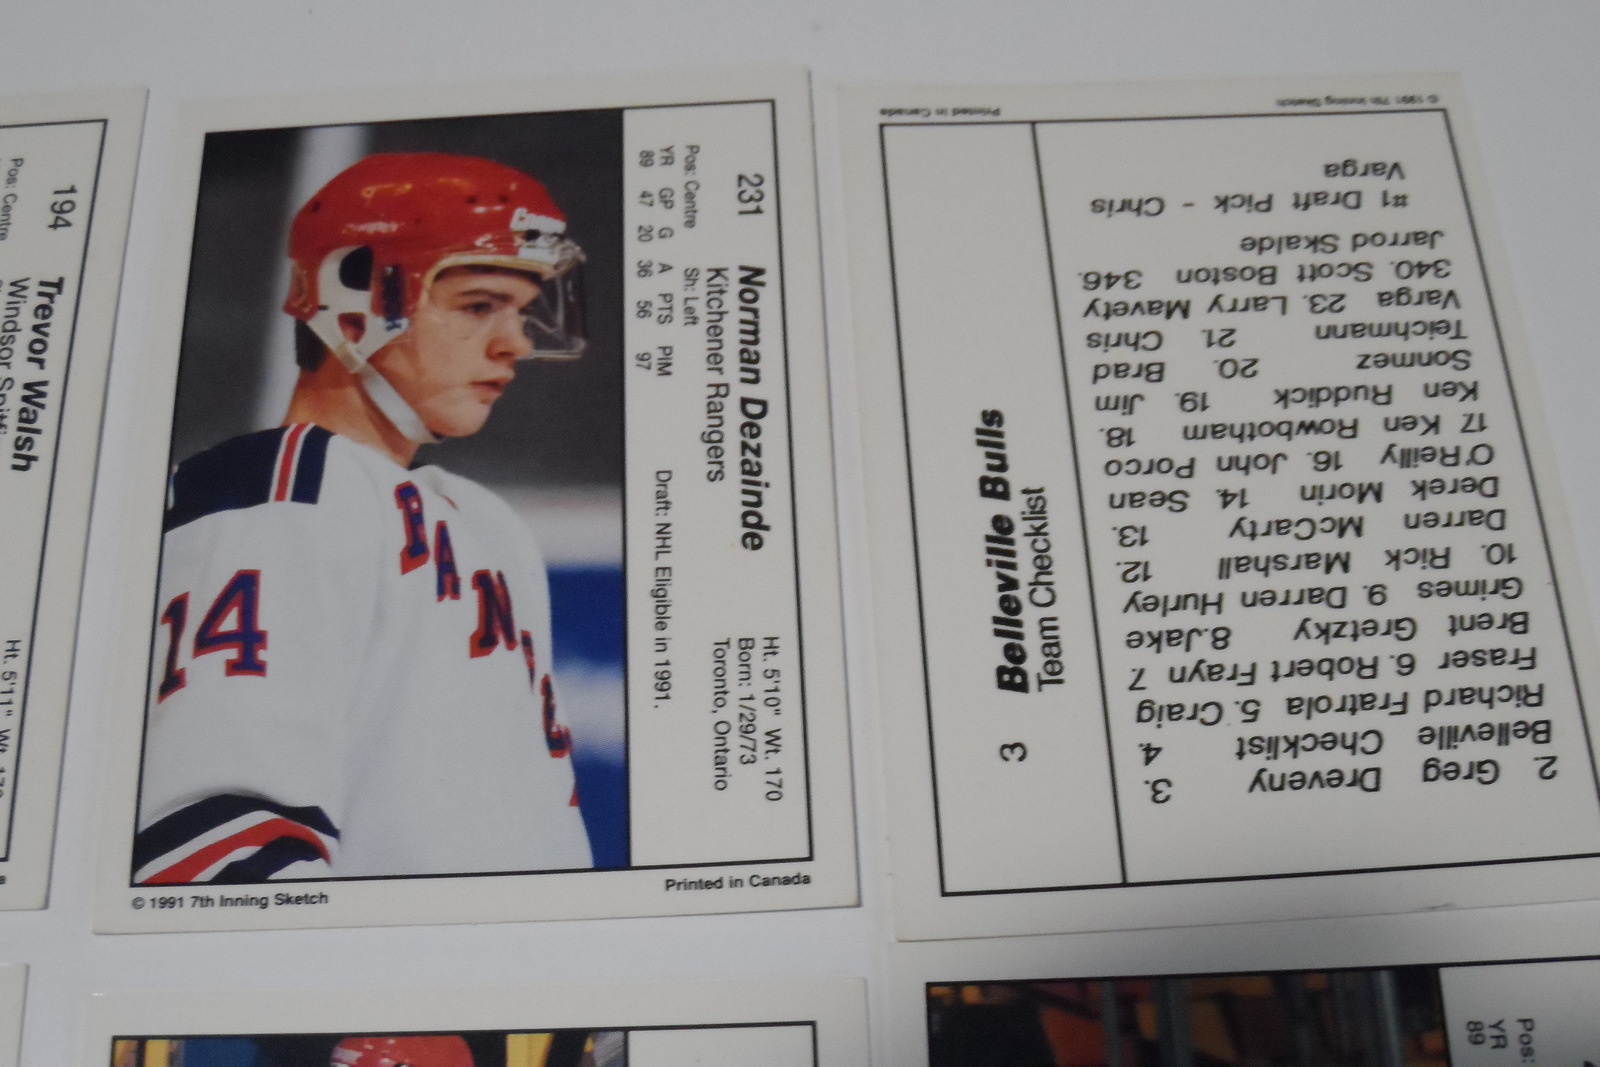 194
Trevor Walsh
Windsor
Pos: Centre
Ht. 5'11" Wt.
231
Norman Dezainde
Kitchener Rangers
Pos: Centre Sh: Left
YR GP G A PTS PIM
89 47 20 36 56 97
Draft: NHL Eligible in 1991.
Ht. 5'10" Wt. 170
Born: 1/29/73
Toronto, Ontario
14
© 1991 7th Inning Sketch
Printed in Canada
3
Belleville Bulls
Team Checklist
2. Greg Dreveny 3.
Belleville Checklist 4.
Richard Fratrola 5. Craig
Fraser 6. Robert Frayn 7
Brent Gretzky 8.Jake
Grimes 9. Darren Hurley
10. Rick Marshall 12.
Darren McCarty 13.
Derek Morin 14. Sean
O'Reilly 16. John Porco
17 Ken Rowbotham 18.
Ken Ruddick 19. Jim
Sonmez 20. Brad
Teichmann 21. Chris
Varga 23. Larry Mavety
340. Scott Boston 346.
Jarrod Skalde
#1 Draft Pick - Chris
Varga
© 1991 7th Inning Sketch
Printed in Canada
Pos:
YR
89